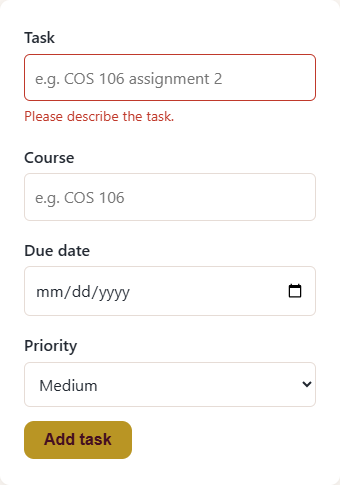 Task
e.g. COS 106 assignment 2
Please describe the task.
Course
e.g. COS 106
Due date
mm/dd/yyyy
Priority
Medium
Add task